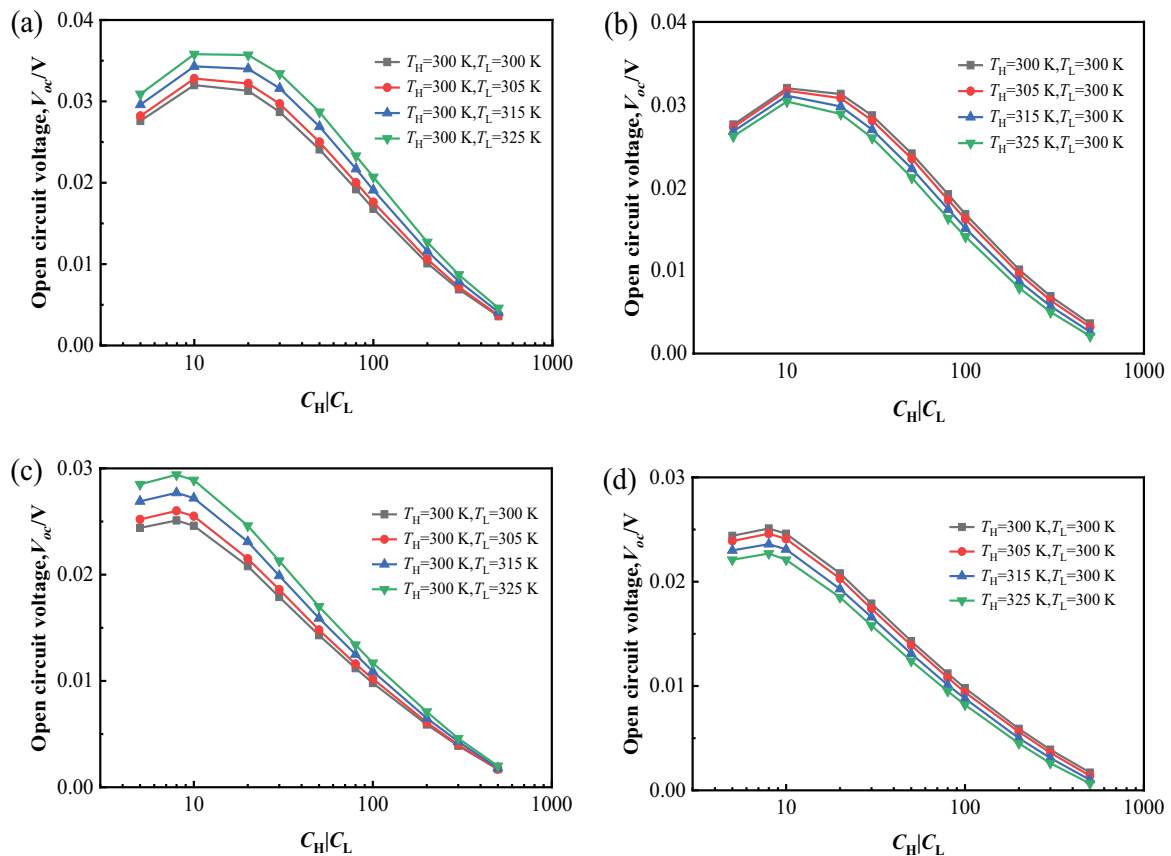 (a)
Open circuit voltage,Voc/V
0.04
0.03
0.02
0.01
0.00
10
100
1000
CH|CL
TH=300 K,TL=300 K
TH=300 K,TL=305 K
TH=300 K,TL=315 K
TH=300 K,TL=325 K
(b)
Open circuit voltage,Voc/V
0.04
0.03
0.02
0.01
0.00
10
100
1000
CH|CL
TH=300 K,TL=300 K
TH=305 K,TL=300 K
TH=315 K,TL=300 K
TH=325 K,TL=300 K
(c)
Open circuit voltage,Voc/V
0.03
0.02
0.01
0.00
10
100
1000
CH|CL
TH=300 K,TL=300 K
TH=300 K,TL=305 K
TH=300 K,TL=315 K
TH=300 K,TL=325 K
(d)
Open circuit voltage,Voc/V
0.03
0.02
0.01
0.00
10
100
1000
CH|CL
TH=300 K,TL=300 K
TH=305 K,TL=300 K
TH=315 K,TL=300 K
TH=325 K,TL=300 K